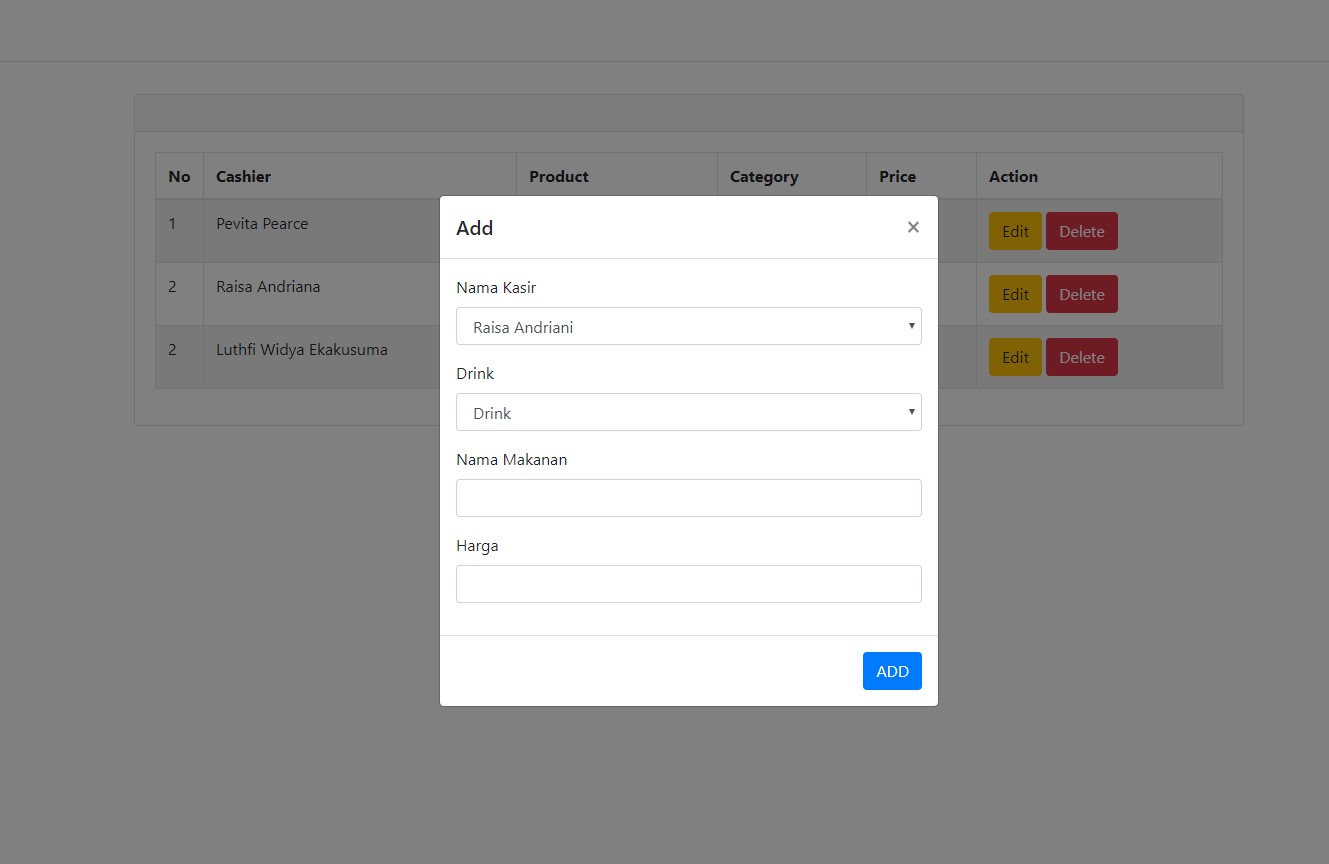 No Cashier Product Category Price Action
1 Pevita Pearce Edit Delete
2 Raisa Andriana Edit Delete
2 Luthfi Widya Ekakusuma Edit Delete
Add ×
Nama Kasir
Raisa Andriani
Drink
Drink
Nama Makanan
Harga
ADD